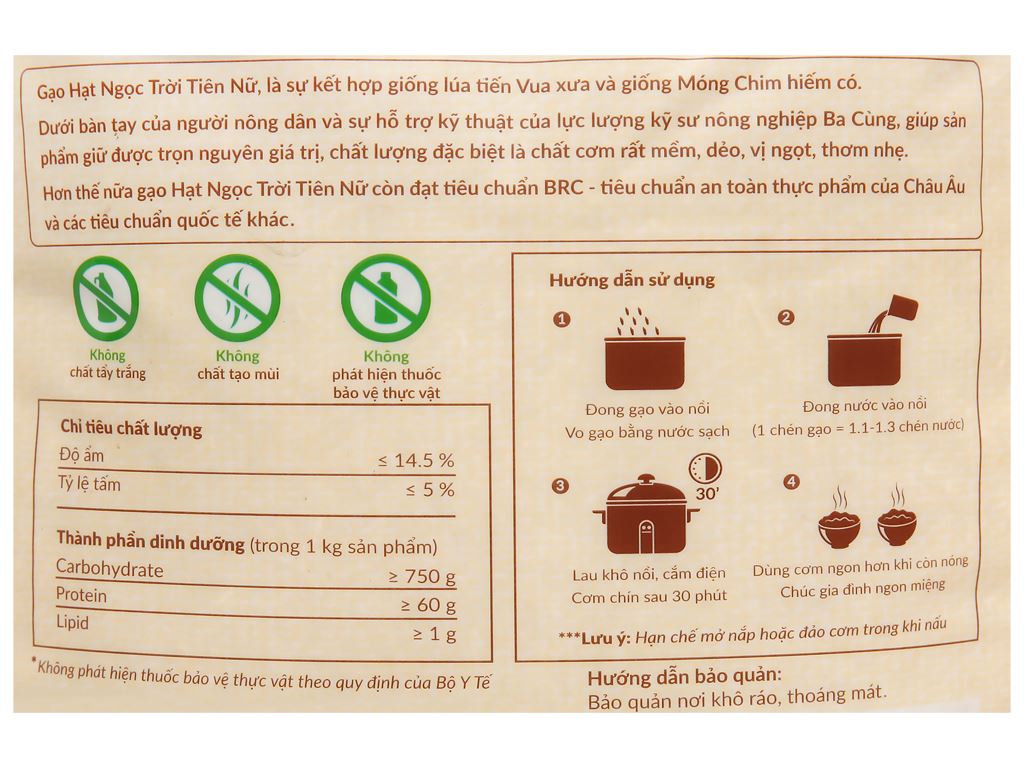 Gạo Hạt Ngọc Trời Tiên Nữ, là sự kết hợp giống lúa tiến Vua xưa và giống Móng Chim hiếm có.
Dưới bàn tay của người nông dân và sự hỗ trợ kỹ thuật của lực lượng kỹ sư nông nghiệp Ba Cùng, giúp sản
phẩm giữ được trọn nguyên giá trị, chất lượng đặc biệt là chất cơm rất mềm, dẻo, vị ngọt, thơm nhẹ.
Hơn thế nữa gạo Hạt Ngọc Trời Tiên Nữ còn đạt tiêu chuẩn BRC - tiêu chuẩn an toàn thực phẩm của Châu Âu
và các tiêu chuẩn quốc tế khác.
Không
chất tẩy trắng
Không
chất tạo mùi
Không
phát hiện thuốc
bảo vệ thực vật
Chỉ tiêu chất lượng
Độ ẩm ≤ 14.5 %
Tỷ lệ tấm ≤ 5 %
Thành phần dinh dưỡng (trong 1 kg sản phẩm)
Carbohydrate ≥ 750 g
Protein ≥ 60 g
Lipid ≥ 1 g
*Không phát hiện thuốc bảo vệ thực vật theo quy định của Bộ Y Tế
Hướng dẫn sử dụng
1
Đong gạo vào nồi
Vo gạo bằng nước sạch
2
Đong nước vào nồi
(1 chén gạo = 1.1-1.3 chén nước)
3
30'
Lau khô nồi, cắm điện
Cơm chín sau 30 phút
4
Dùng cơm ngon hơn khi còn nóng
Chúc gia đình ngon miệng
***Lưu ý: Hạn chế mở nắp hoặc đảo cơm trong khi nấu
Hướng dẫn bảo quản:
Bảo quản nơi khô ráo, thoáng mát.